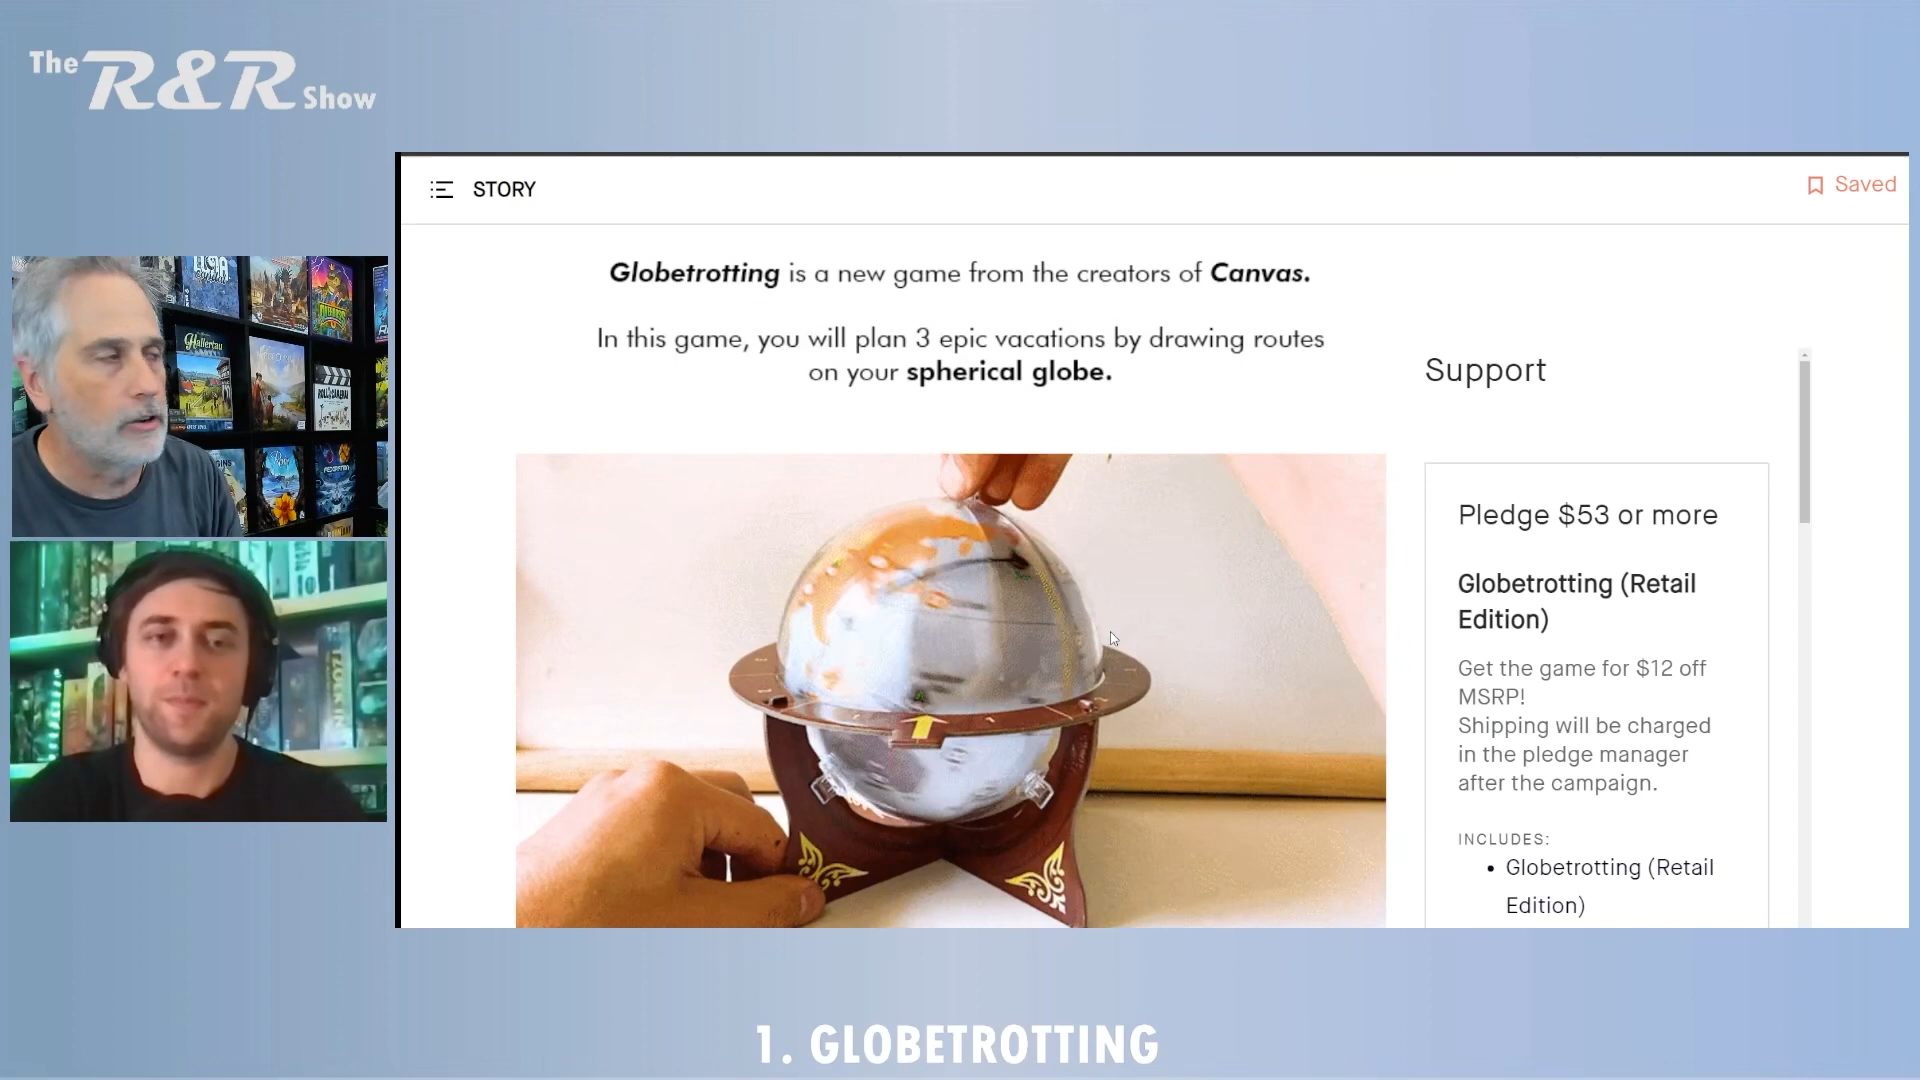 The R&R Show
STORY
Saved
Globetrotting is a new game from the creators of Canvas.
In this game, you will plan 3 epic vacations by drawing routes
on your spherical globe.
Support
Pledge $53 or more
Globetrotting (Retail
Edition)
Get the game for $12 off
MSRP!
Shipping will be charged
in the pledge manager
after the campaign.
INCLUDES:
• Globetrotting (Retail
Edition)
Hallertau
ROLL CAMERA!
1. GLOBETROTTING